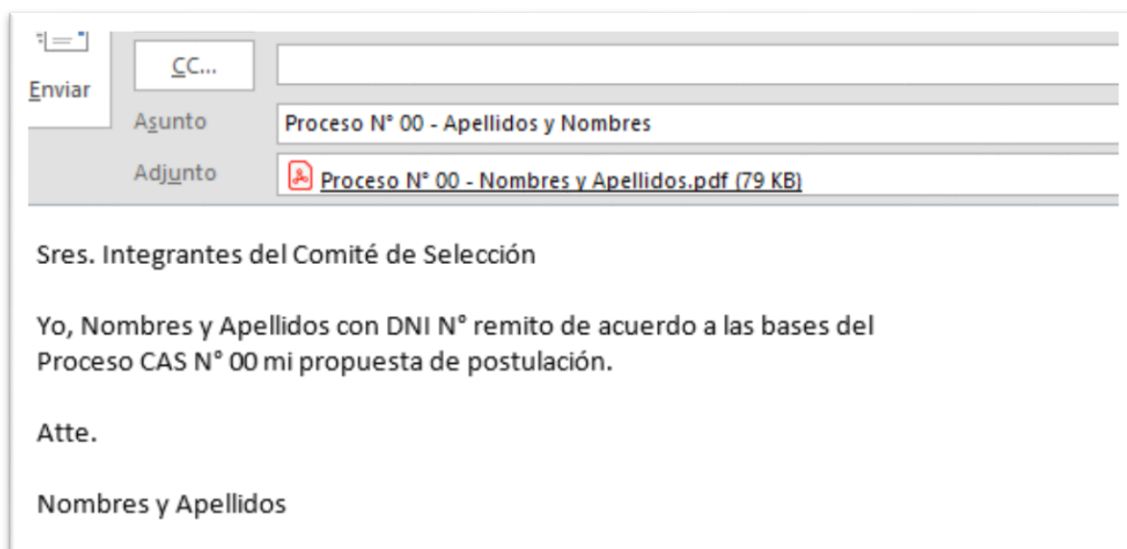 CC...
Enviar
Asunto
Proceso N° 00 - Apellidos y Nombres
Adjunto
Proceso N° 00 - Nombres y Apellidos.pdf (79 KB)
Sres. Integrantes del Comité de Selección
Yo, Nombres y Apellidos con DNI N° remito de acuerdo a las bases del
Proceso CAS N° 00 mi propuesta de postulación.
Atte.
Nombres y Apellidos